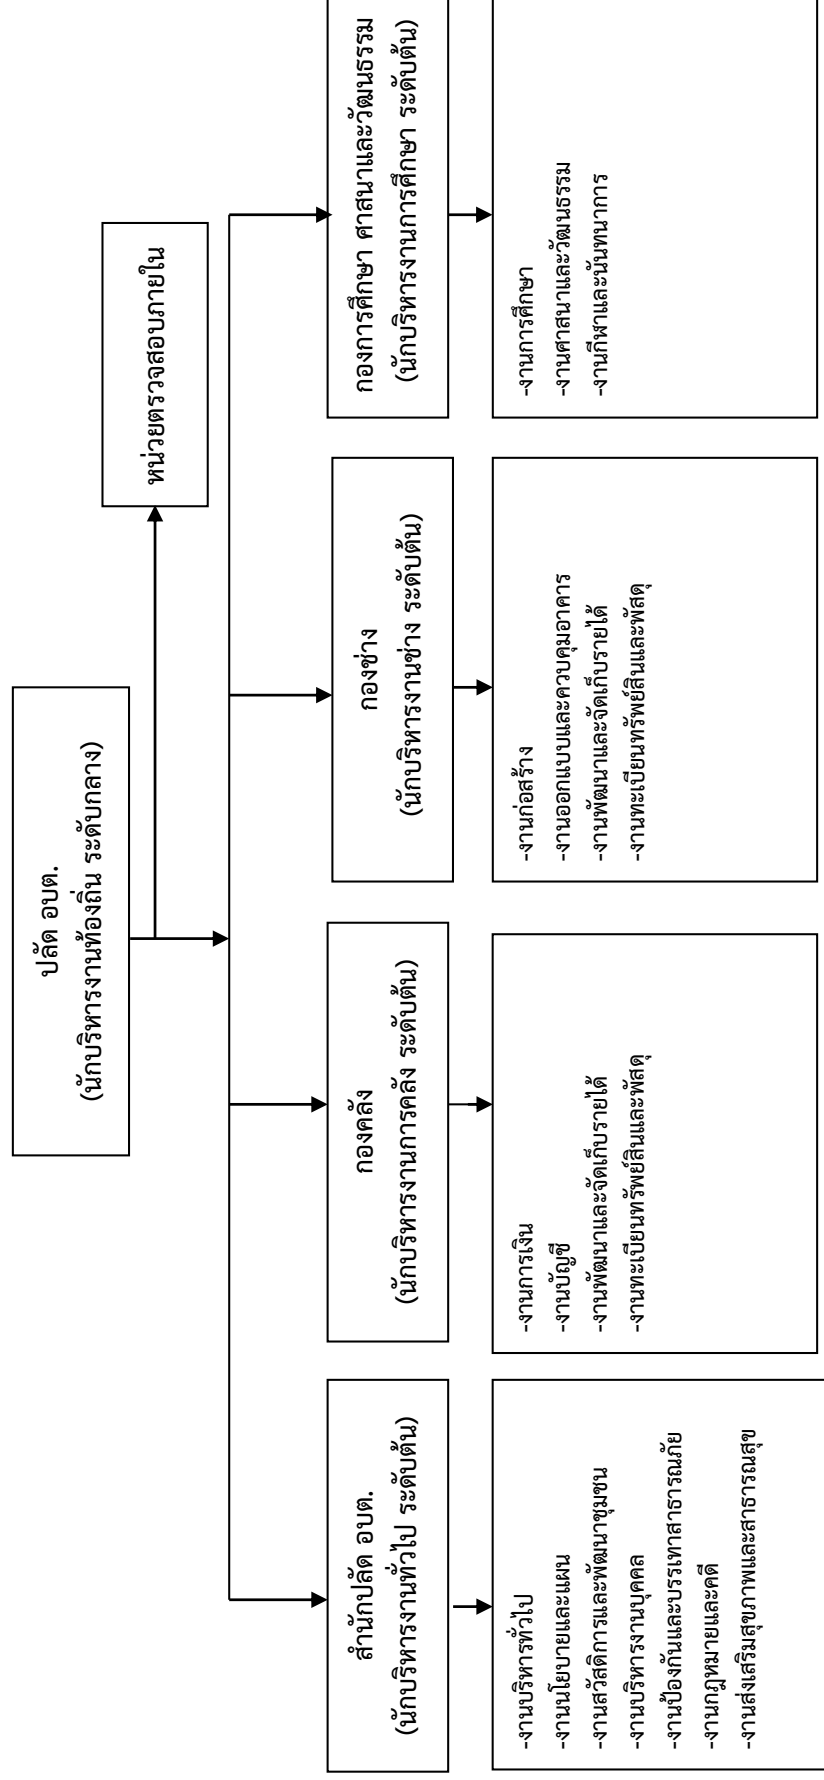 ปลัด อบต.
(นักบริหารงานท้องถิ่น ระดับกลาง)
หน่วยตรวจสอบภายใน
สำนักปลัด อบต.
(นักบริหารงานทั่วไป ระดับต้น)
กองคลัง
(นักบริหารงานการคลัง ระดับต้น)
กองช่าง
(นักบริหารงานช่าง ระดับต้น)
กองการศึกษา ศาสนาและวัฒนธรรม
(นักบริหารงานการศึกษา ระดับต้น)
-งานบริหารทั่วไป
-งานนโยบายและแผน
-งานสวัสดิการและพัฒนาชุมชน
-งานบริหารงานบุคคล
-งานป้องกันและบรรเทาสาธารณภัย
-งานกฎหมายและคดี
-งานส่งเสริมสุขภาพและสาธารณสุข
-งานการเงิน
-งานบัญชี
-งานพัฒนาและจัดเก็บรายได้
-งานทะเบียนทรัพย์สินและพัสดุ
-งานก่อสร้าง
-งานออกแบบและควบคุมอาคาร
-งานพัฒนาและจัดเก็บรายได้
-งานทะเบียนทรัพย์สินและพัสดุ
-งานการศึกษา
-งานศาสนาและวัฒนธรรม
-งานกีฬาและนันทนาการ